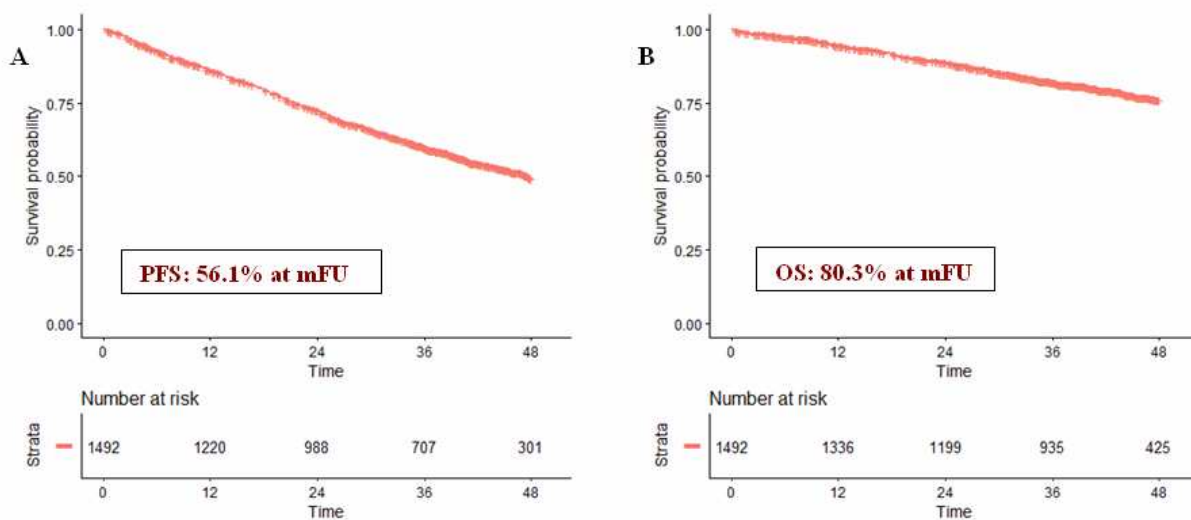 A
Survival probability
1.00
0.75
0.50
0.25
0.00
PFS: 56.1% at mFU
0 12 24 36 48
Time
Number at risk
Strata
1492 1220 988 707 301
0 12 24 36 48
Time
B
Survival probability
1.00
0.75
0.50
0.25
0.00
OS: 80.3% at mFU
0 12 24 36 48
Time
Number at risk
Strata
1492 1336 1199 935 425
0 12 24 36 48
Time